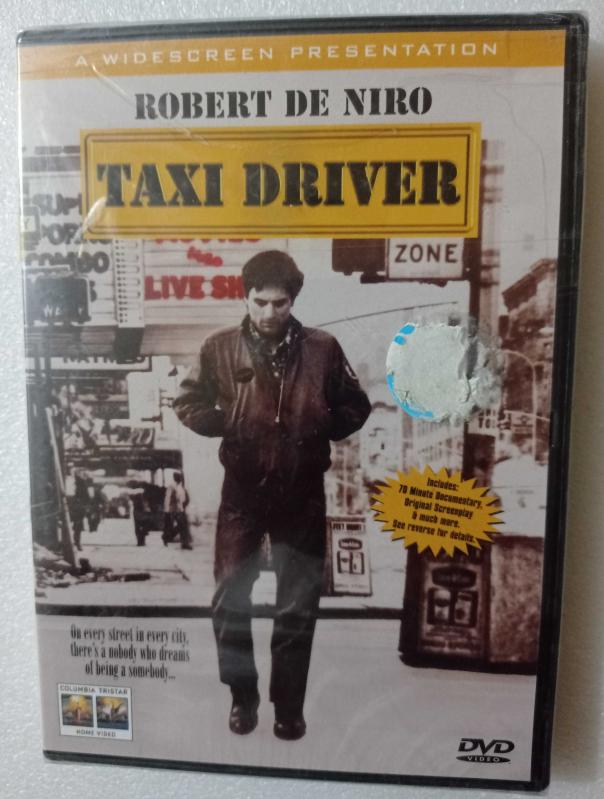 A WIDESCREEN PRESENTATION
ROBERT DE NIRO
TAXI DRIVER
LIVE
ZONE
Includes:
70 Minute Documentary,
Original Screenplay
& much more.
See reverse for details.
On every street in every city,
there's a nobody who dreams
of being a somebody...
COLUMBIA TRISTAR
HOME VIDEO
DVD
VIDEO